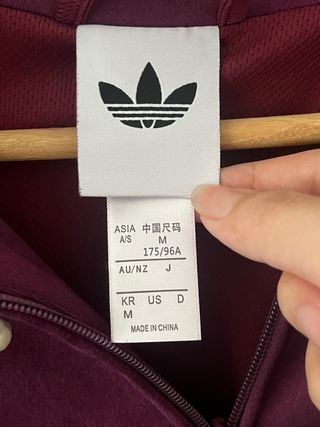 ASIA 中国尺码
A/S M
175/96A
AU/NZ J
KR US D
M
MADE IN CHINA